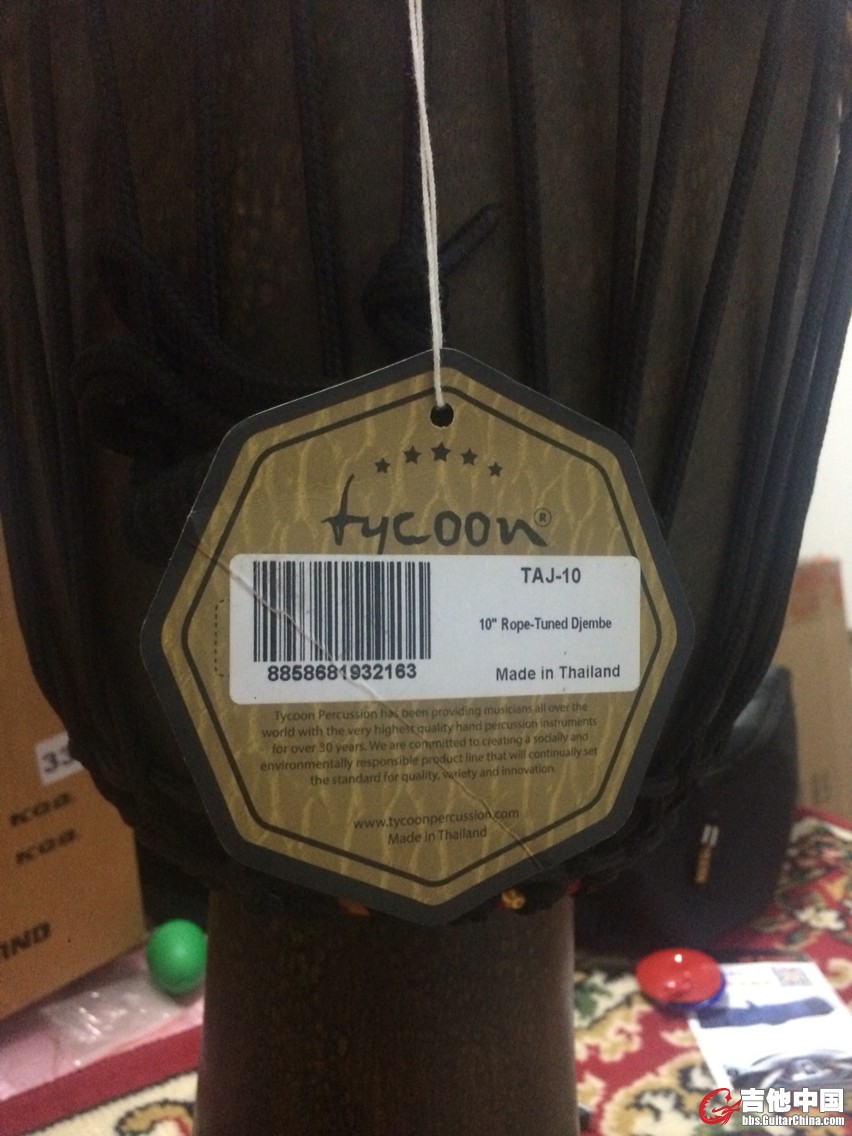 tycoon®
TAJ-10
10" Rope-Tuned Djembe
8858681932163
Made in Thailand
Tycoon Percussion has been providing musicians all over the
world with the very highest quality hand percussion instruments
for over 30 years. We are committed to creating a socially and
environmentally responsible product line that will continually set
the standard for quality, variety and innovation.
www.tycoonpercussion.com
Made in Thailand
33
吉他中国
bbs.GuitarChina.com